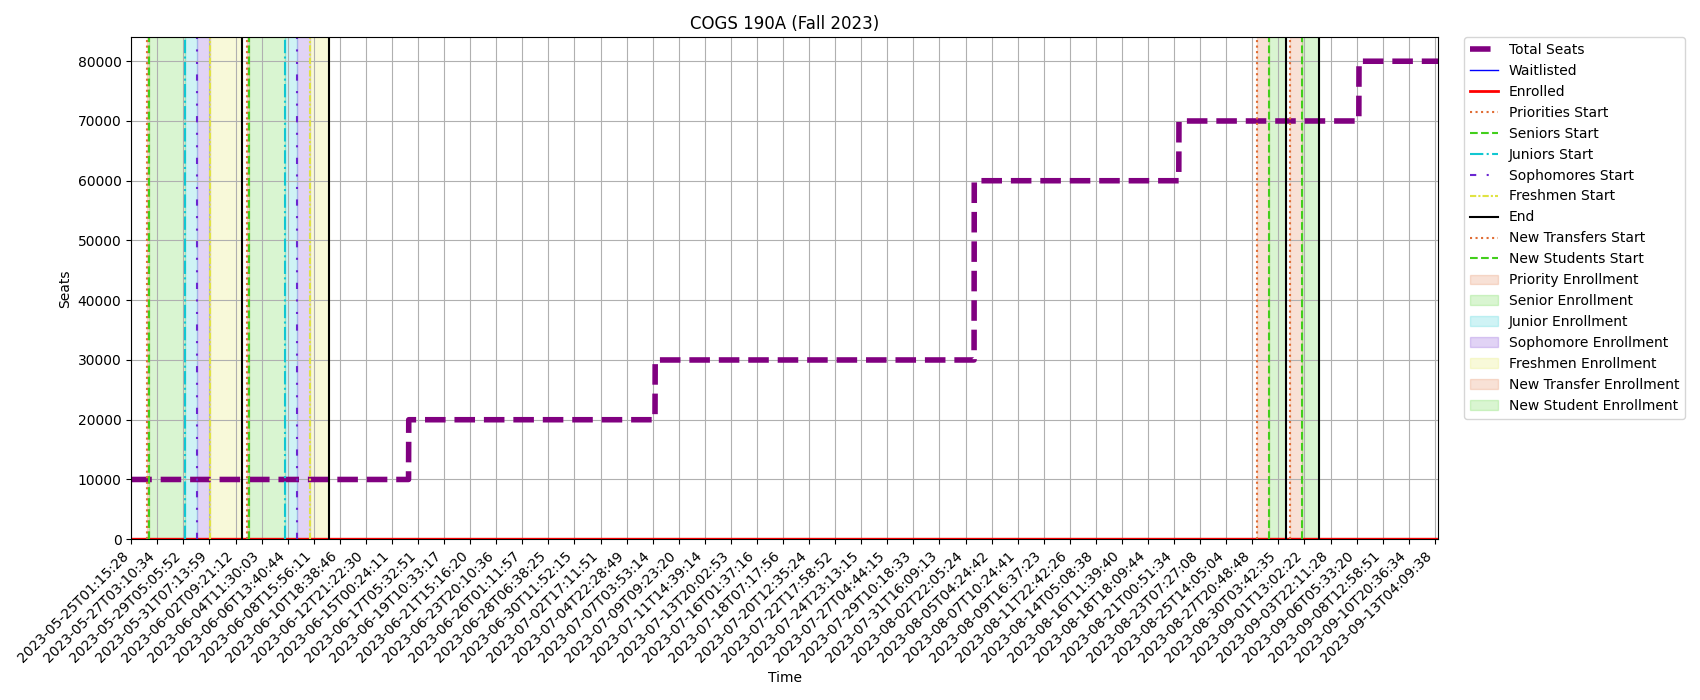 COGS 190A (Fall 2023)
Seats
80000
70000
60000
50000
40000
30000
20000
10000
0
2023-05-25T01:15:28
2023-05-27T03:10:34
2023-05-29T05:05:52
2023-05-31T07:13:59
2023-06-02T09:21:12
2023-06-04T11:30:03
2023-06-06T13:40:44
2023-06-08T15:56:11
2023-06-10T18:38:46
2023-06-12T21:22:30
2023-06-15T00:24:11
2023-06-17T05:32:51
2023-06-19T10:33:17
2023-06-21T15:16:20
2023-06-23T20:10:36
2023-06-26T01:11:57
2023-06-28T06:38:25
2023-06-30T11:52:15
2023-07-02T17:11:51
2023-07-04T22:28:49
2023-07-07T03:53:14
2023-07-09T09:23:20
2023-07-11T14:39:14
2023-07-13T20:02:53
2023-07-16T01:37:16
2023-07-18T07:17:56
2023-07-20T12:35:24
2023-07-22T17:58:52
2023-07-24T23:13:15
2023-07-27T04:44:15
2023-07-29T10:18:33
2023-07-31T16:09:13
2023-08-02T22:05:24
2023-08-05T04:24:42
2023-08-07T10:24:41
2023-08-09T16:37:23
2023-08-11T22:42:26
2023-08-14T05:08:38
2023-08-16T11:39:40
2023-08-18T18:09:44
2023-08-21T00:51:34
2023-08-23T07:27:08
2023-08-25T14:05:04
2023-08-27T20:48:48
2023-08-30T03:42:35
2023-09-01T13:02:22
2023-09-03T22:11:28
2023-09-06T05:33:20
2023-09-08T12:58:51
2023-09-10T20:36:34
2023-09-13T04:09:38
Time
Total Seats
Waitlisted
Enrolled
Priorities Start
Seniors Start
Juniors Start
Sophomores Start
Freshmen Start
End
New Transfers Start
New Students Start
Priority Enrollment
Senior Enrollment
Junior Enrollment
Sophomore Enrollment
Freshmen Enrollment
New Transfer Enrollment
New Student Enrollment